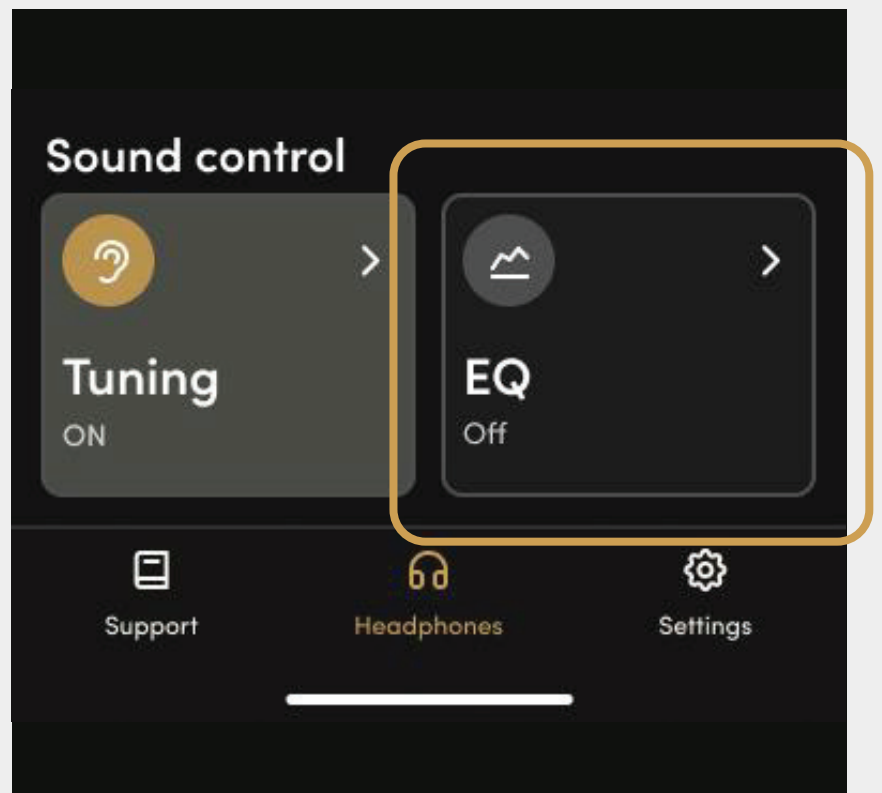 Sound control
Tuning
ON
EQ
Off
Support
Headphones
Settings